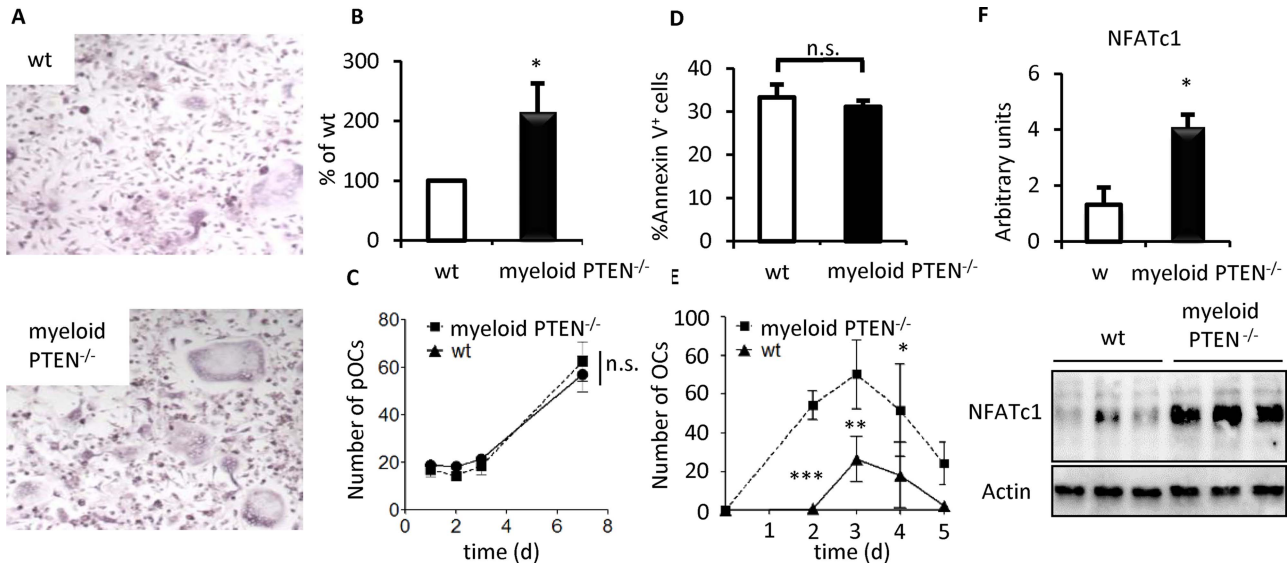 A
wt
myeloid
PTEN-/-
B
% of wt
300
200
100
0
*
wt
myeloid PTEN-/-
C
Number of pOCs
80
60
40
20
0
myeloid PTEN-/-
wt
n.s.
0
2
4
6
8
time (d)
D
%Annexin V+ cells
40
30
20
10
0
n.s.
wt
myeloid PTEN-/-
E
Number of OCs
100
80
60
40
20
0
myeloid PTEN-/-
wt
***
**
*
1
2
3
4
5
time (d)
F
NFATc1
Arbitrary units
6
4
2
0
*
w
myeloid PTEN-/-
wt
myeloid
PTEN-/-
NFATc1
Actin